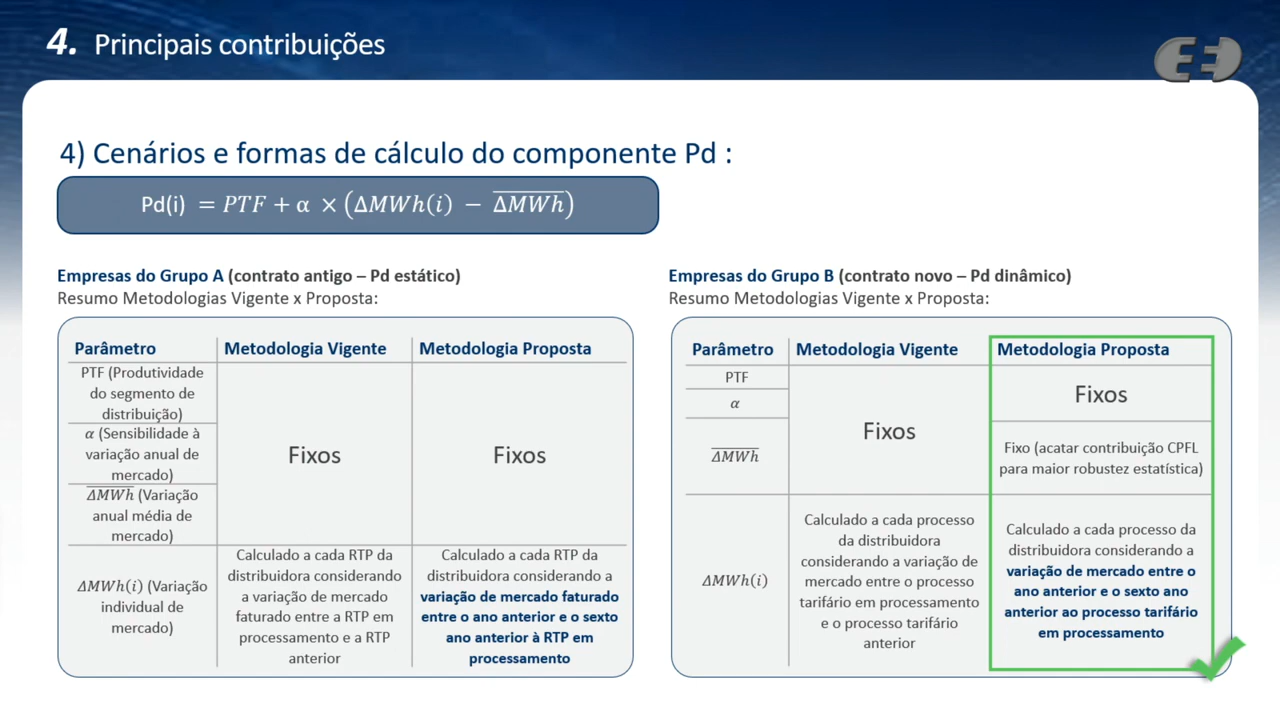 4. Principais contribuições
4) Cenários e formas de cálculo do componente Pd :
Pd(i) = PTF + α × (ΔMWh(i) − \overline{ΔMWh})
Empresas do Grupo A (contrato antigo – Pd estático)
Resumo Metodologias Vigente x Proposta:
Parâmetro
Metodologia Vigente
Metodologia Proposta
PTF (Produtividade
do segmento de
distribuição)
α (Sensibilidade à
variação anual de
mercado)
\overline{ΔMWh} (Variação
anual média de
mercado)
Fixos
Fixos
ΔMWh(i) (Variação
individual de
mercado)
Calculado a cada RTP da
distribuidora considerando
a variação de mercado
faturado entre a RTP em
processamento e a RTP
anterior
Calculado a cada RTP da
distribuidora considerando a
variação de mercado faturado
entre o ano anterior e o sexto
ano anterior à RTP em
processamento
Empresas do Grupo B (contrato novo – Pd dinâmico)
Resumo Metodologias Vigente x Proposta:
Parâmetro
Metodologia Vigente
Metodologia Proposta
PTF
α
\overline{ΔMWh}
Fixos
Fixos
Fixo (acatar contribuição CPFL
para maior robustez estatística)
ΔMWh(i)
Calculado a cada processo
da distribuidora
considerando a variação de
mercado entre o processo
tarifário em processamento
e o processo tarifário
anterior
Calculado a cada processo da
distribuidora considerando a
variação de mercado entre o
ano anterior e o sexto ano
anterior ao processo tarifário
em processamento